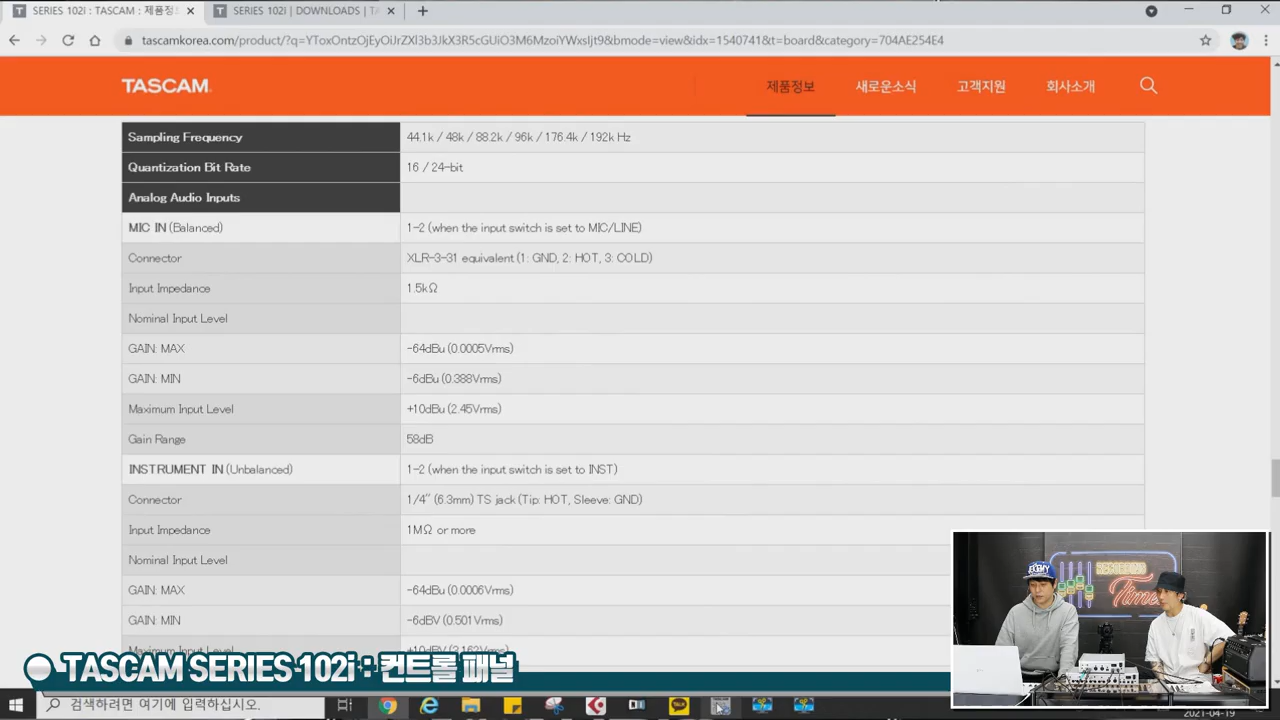 SERIES 102i : TASCAM : 제품정보
SERIES 102i | DOWNLOADS | TA
tascamkorea.com/product/?q=YToxOntzOjEyOiJrZXl3b3JkX3R5cGUiO3M6MzoiYWxsIjt9&bmode=view&idx=1540741&t=board&category=704AE254E4
TASCAM
제품정보 새로운소식 고객지원 회사소개
Sampling Frequency 44.1k / 48k / 88.2k / 96k / 176.4k / 192k Hz
Quantization Bit Rate 16 / 24-bit
Analog Audio Inputs
MIC IN (Balanced) 1-2 (when the input switch is set to MIC/LINE)
Connector XLR-3-31 equivalent (1: GND, 2: HOT, 3: COLD)
Input Impedance 1.5kΩ
Nominal Input Level
GAIN: MAX -64dBu (0.0005Vrms)
GAIN: MIN -6dBu (0.388Vrms)
Maximum Input Level +10dBu (2.45Vrms)
Gain Range 58dB
INSTRUMENT IN (Unbalanced) 1-2 (when the input switch is set to INST)
Connector 1/4" (6.3mm) TS jack (Tip: HOT, Sleeve: GND)
Input Impedance 1MΩ or more
Nominal Input Level
GAIN: MAX -64dBu (0.0006Vrms)
GAIN: MIN -6dBV (0.501Vrms)
Maximum Input Level +10dBV (3.162Vrms)
TASCAM SERIES 102i : 컨트롤 패널
검색하려면 여기에 입력하십시오.
2021-04-19
Time